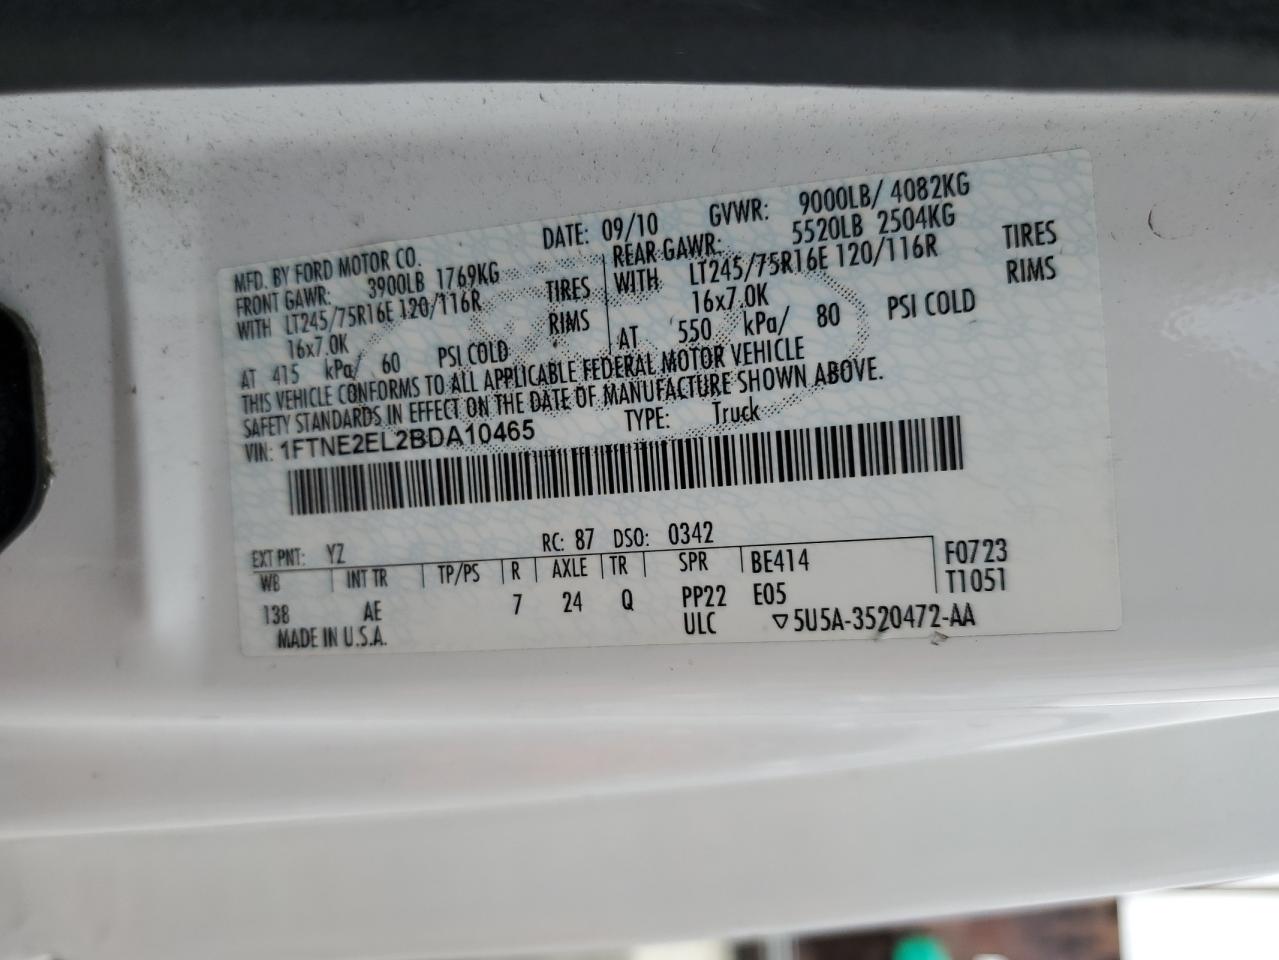 MFD. BY FORD MOTOR CO.
DATE: 09/10 GVWR: 9000LB/ 4082KG
FRONT GAWR: 3900LB 1769KG
WITH LT245/75R16E 120/116R TIRES
16x7.0K RIMS
AT 415 kPa/ 60 PSI COLD
REAR GAWR: 5520LB 2504KG
WITH LT245/75R16E 120/116R TIRES
16x7.0K RIMS
AT 550 kPa/ 80 PSI COLD
THIS VEHICLE CONFORMS TO ALL APPLICABLE FEDERAL MOTOR VEHICLE
SAFETY STANDARDS IN EFFECT ON THE DATE OF MANUFACTURE SHOWN ABOVE.
VIN: 1FTNE2EL2BDA10465 TYPE: Truck
EXT PNT: YZ RC: 87 DSO: 0342
WB INT TR TP/PS R AXLE TR SPR BE414 F0723
138 AE 7 24 Q PP22 E05 T1051
MADE IN U.S.A. ULC ▽5U5A-3520472-AA